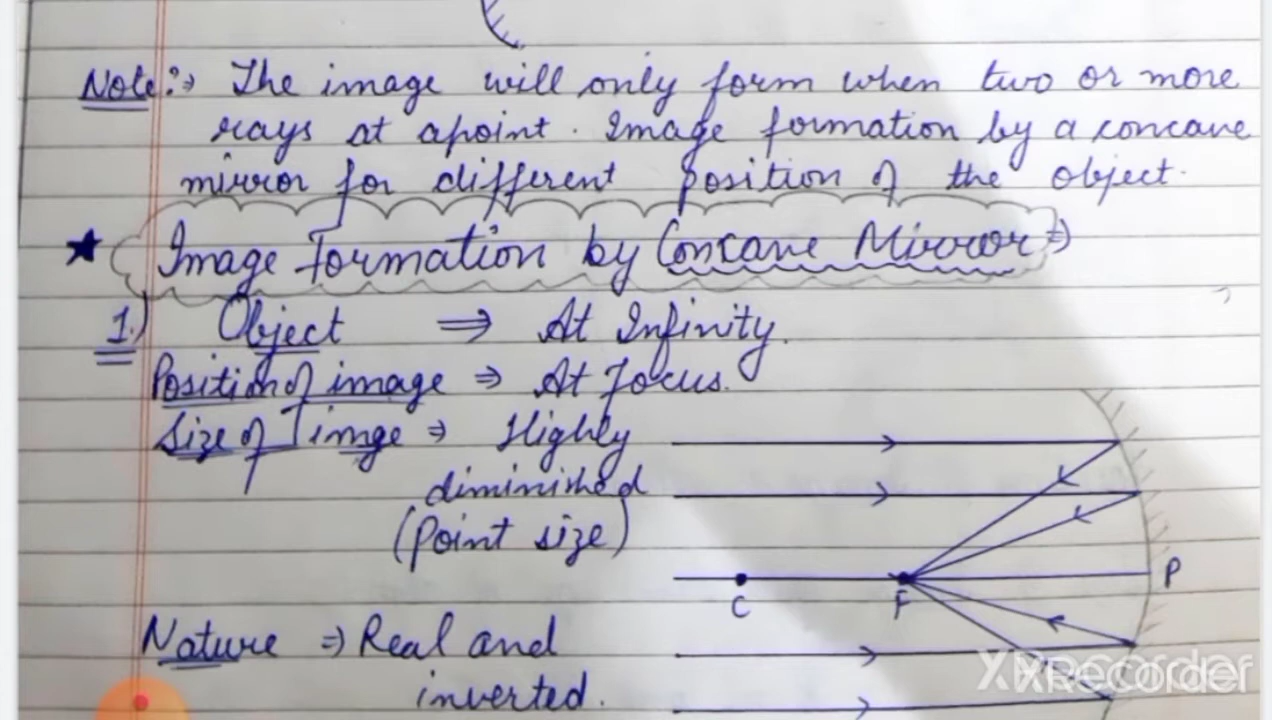 Note:⇒ The image will only form when two or more
rays at apoint. Image formation by a concave
mirror for different position of the object.
★ Image Formation by Concave Mirror ⇒
1.) Object ⇒ At Infinity.
Position of image ⇒ At Focus.
Size of imge ⇒ Highly
diminished
(Point size)
C F P
Nature ⇒ Real and
inverted.
XRecorder